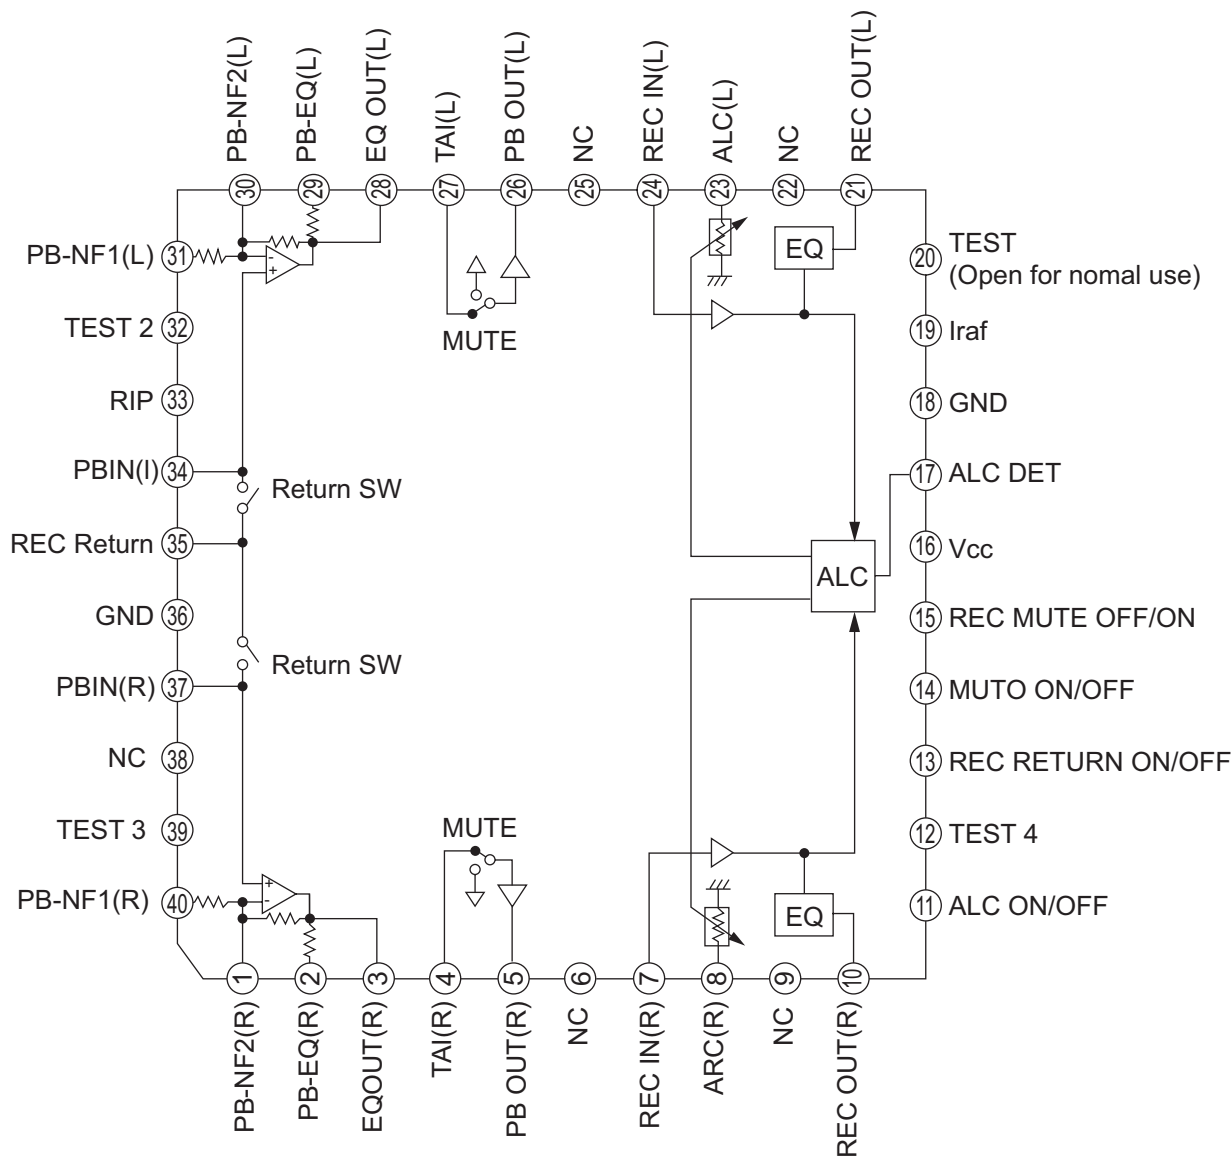 PB-NF2(L)
PB-EQ(L)
EQ OUT(L)
TAI(L)
PB OUT(L)
NC
REC IN(L)
ALC(L)
NC
REC OUT(L)
30
29
28
27
26
25
24
23
22
21
PB-NF1(L)
31
-
+
EQ
20
TEST
(Open for nomal use)
TEST 2
32
MUTE
19
Iraf
RIP
33
18
GND
PBIN(I)
34
Return SW
17
ALC DET
REC Return
35
ALC
16
Vcc
GND
36
15
REC MUTE OFF/ON
PBIN(R)
37
Return SW
14
MUTO ON/OFF
NC
38
13
REC RETURN ON/OFF
TEST 3
39
MUTE
12
TEST 4
PB-NF1(R)
40
+
-
EQ
11
ALC ON/OFF
1
2
3
4
5
6
7
8
9
10
PB-NF2(R)
PB-EQ(R)
EQOUT(R)
TAI(R)
PB OUT(R)
NC
REC IN(R)
ARC(R)
NC
REC OUT(R)